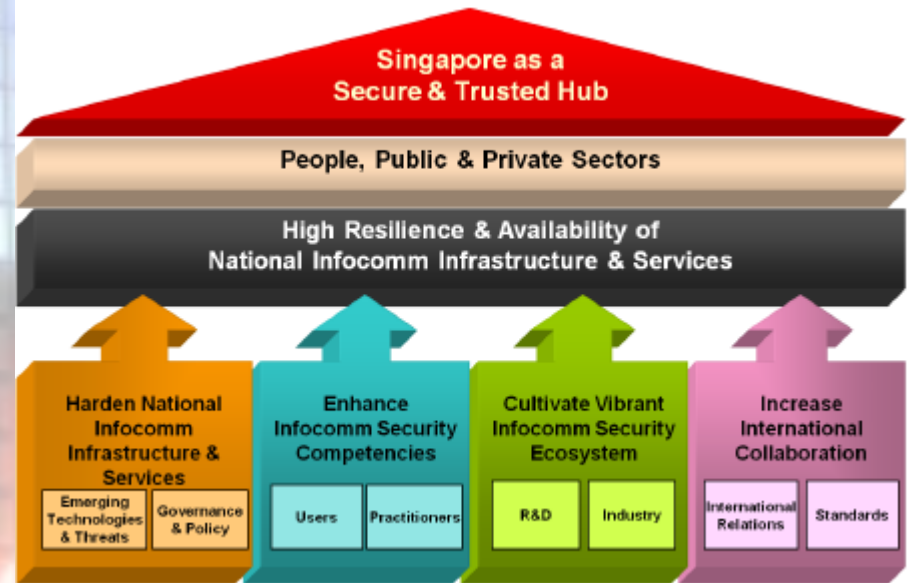 Singapore as a
Secure & Trusted Hub
People, Public & Private Sectors
High Resilience & Availability of
National Infocomm Infrastructure & Services
Harden National
Infocomm
Infrastructure &
Services
Emerging
Technologies
& Threats
Governance
& Policy
Enhance
Infocomm Security
Competencies
Users
Practitioners
Cultivate Vibrant
Infocomm Security
Ecosystem
R&D
Industry
Increase
International
Collaboration
International
Relations
Standards